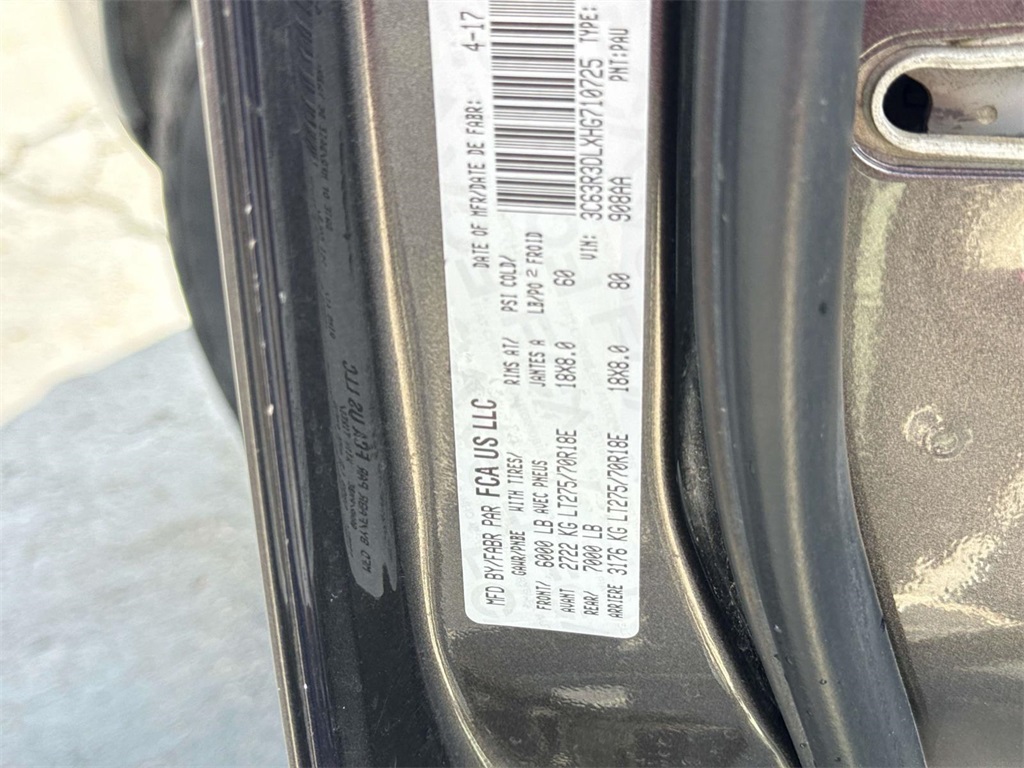 MFD BY/FABR PAR FCA US LLC DATE OF MFR/DATE DE FABR: 4-17
GAWR/PNBE WITH TIRES/ RIMS AT/ PSI COLD/
FRONT/ 6000 LB AVEC PNEUS JANTES A LB/PO2 FROID
AVANT 2722 KG LT275/70R18E 18X8.0 60
REAR/ 7000 LB VIN: 3C63R3DLXHG710725 TYPE:
ARRIERE 3176 KG LT275/70R18E 18X8.0 80 908AA PNT:PAU